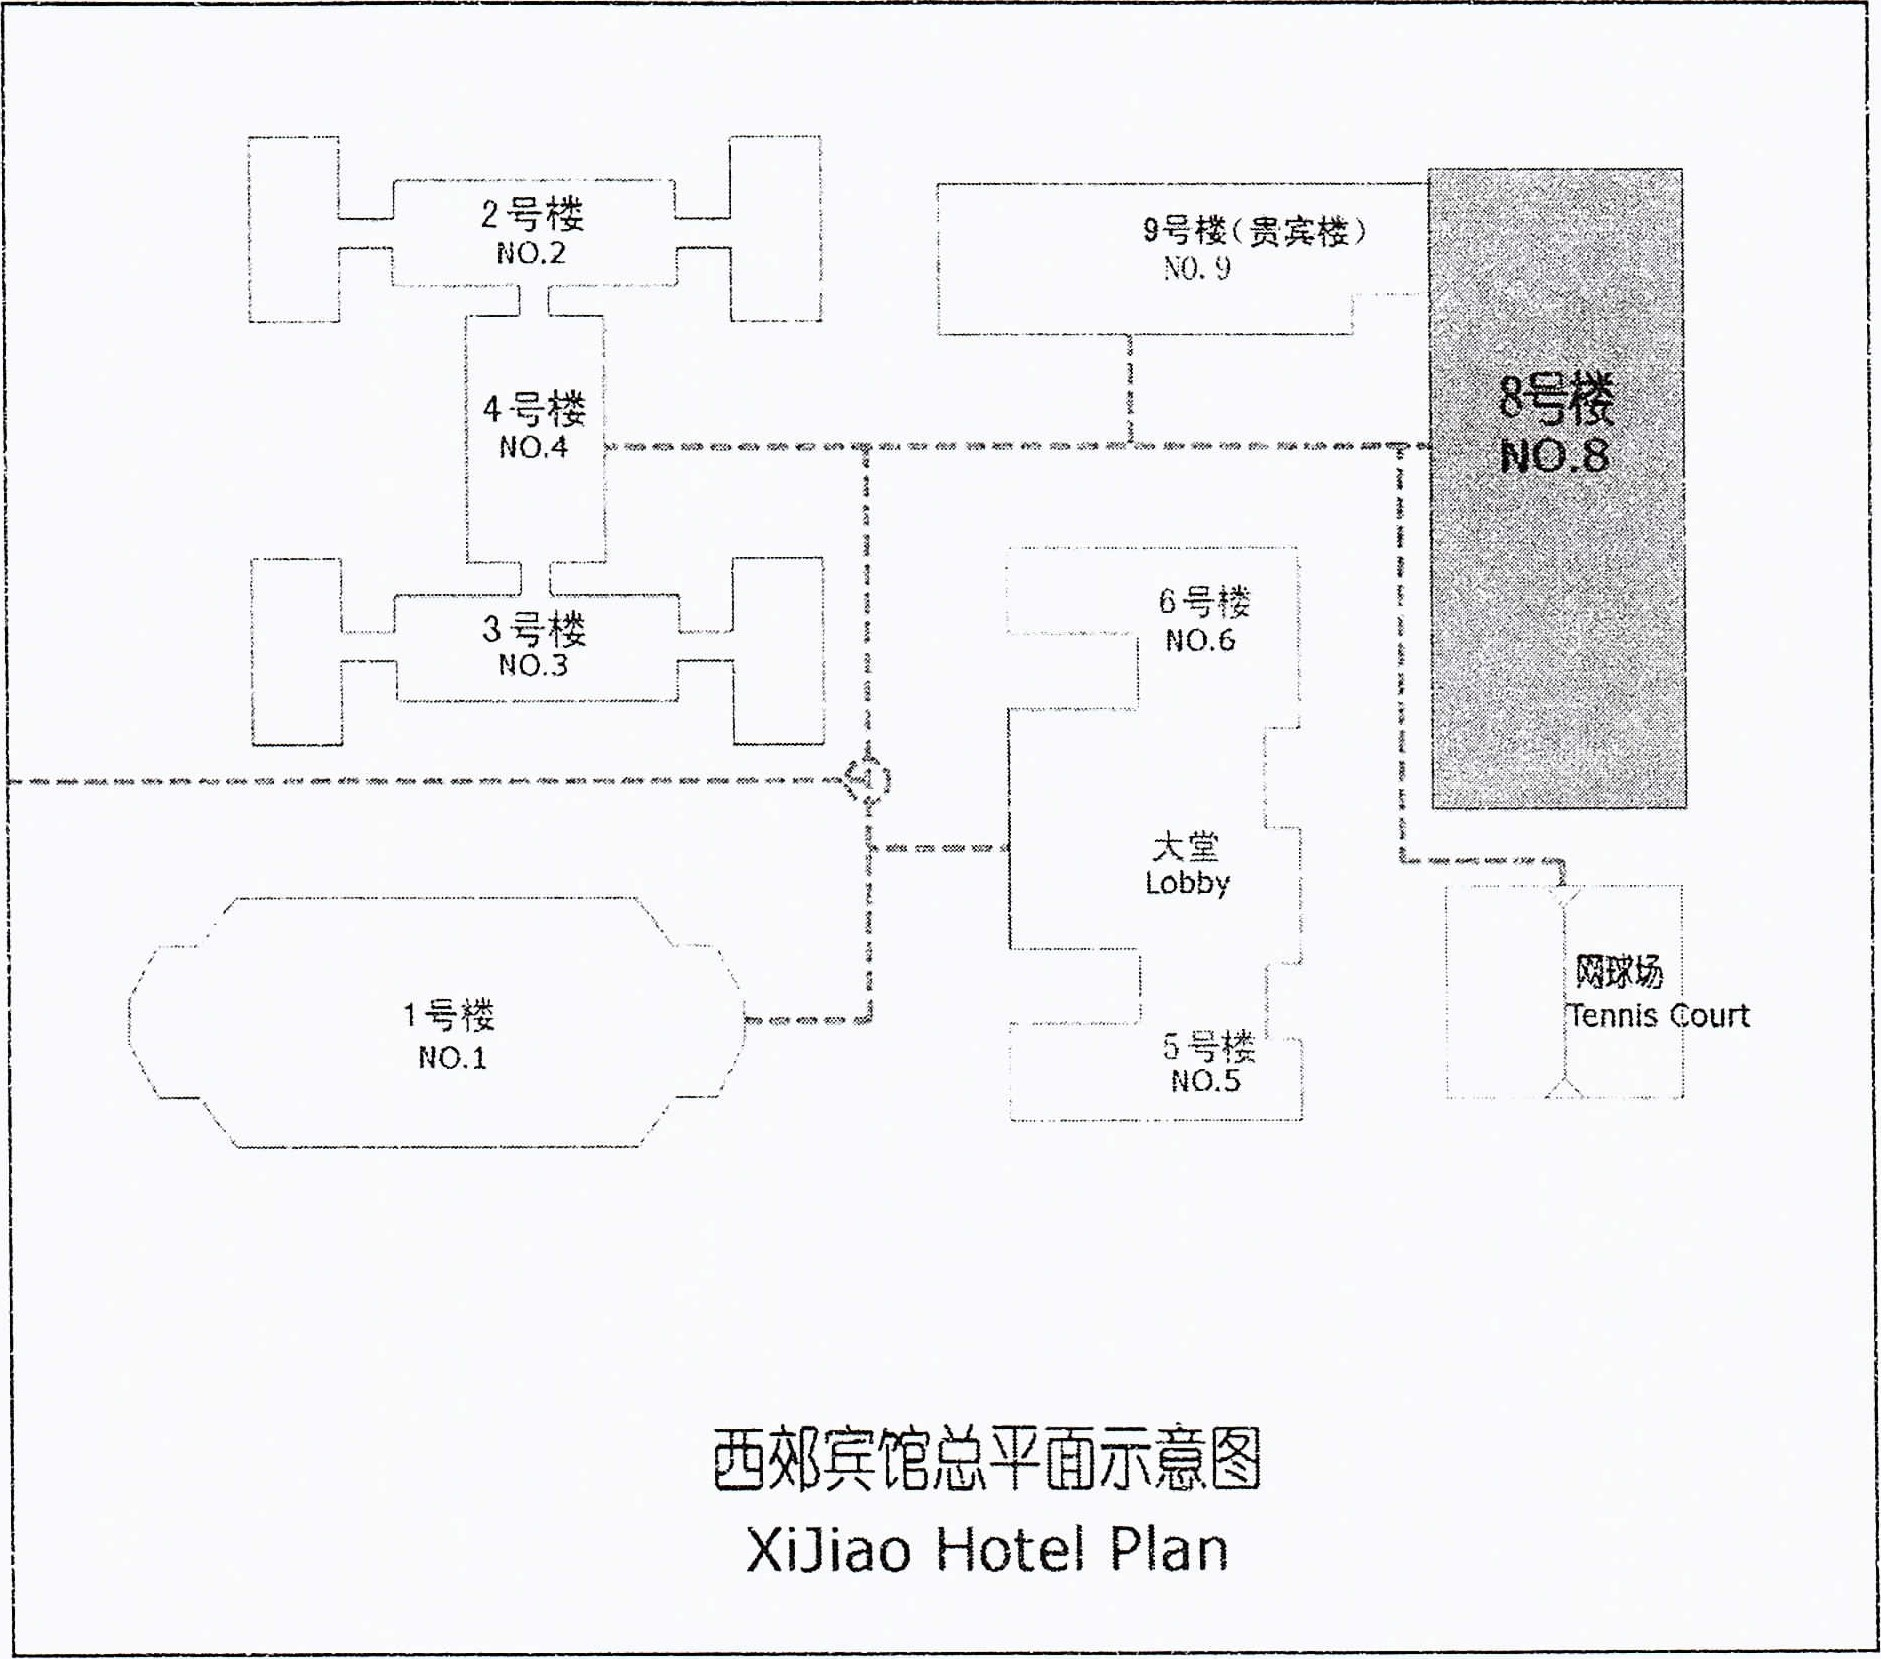 2号楼
NO.2
9号楼(贵宾楼)
NO.9
8号楼
NO.8
4号楼
NO.4
6号楼
NO.6
3号楼
NO.3
大堂
Lobby
网球场
Tennis Court
1号楼
NO.1
5号楼
NO.5
西郊宾馆总平面示意图
XiJiao Hotel Plan